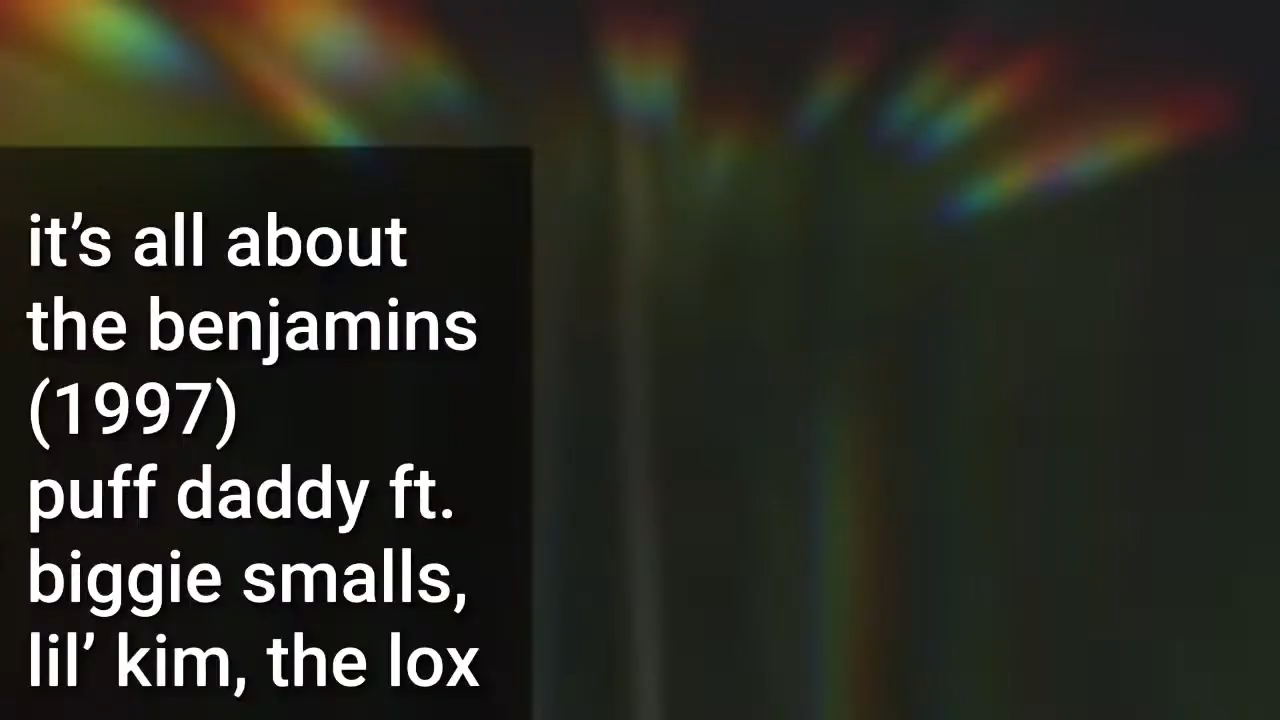 it’s all about
the benjamins
(1997)
puff daddy ft.
biggie smalls,
lil’ kim, the lox